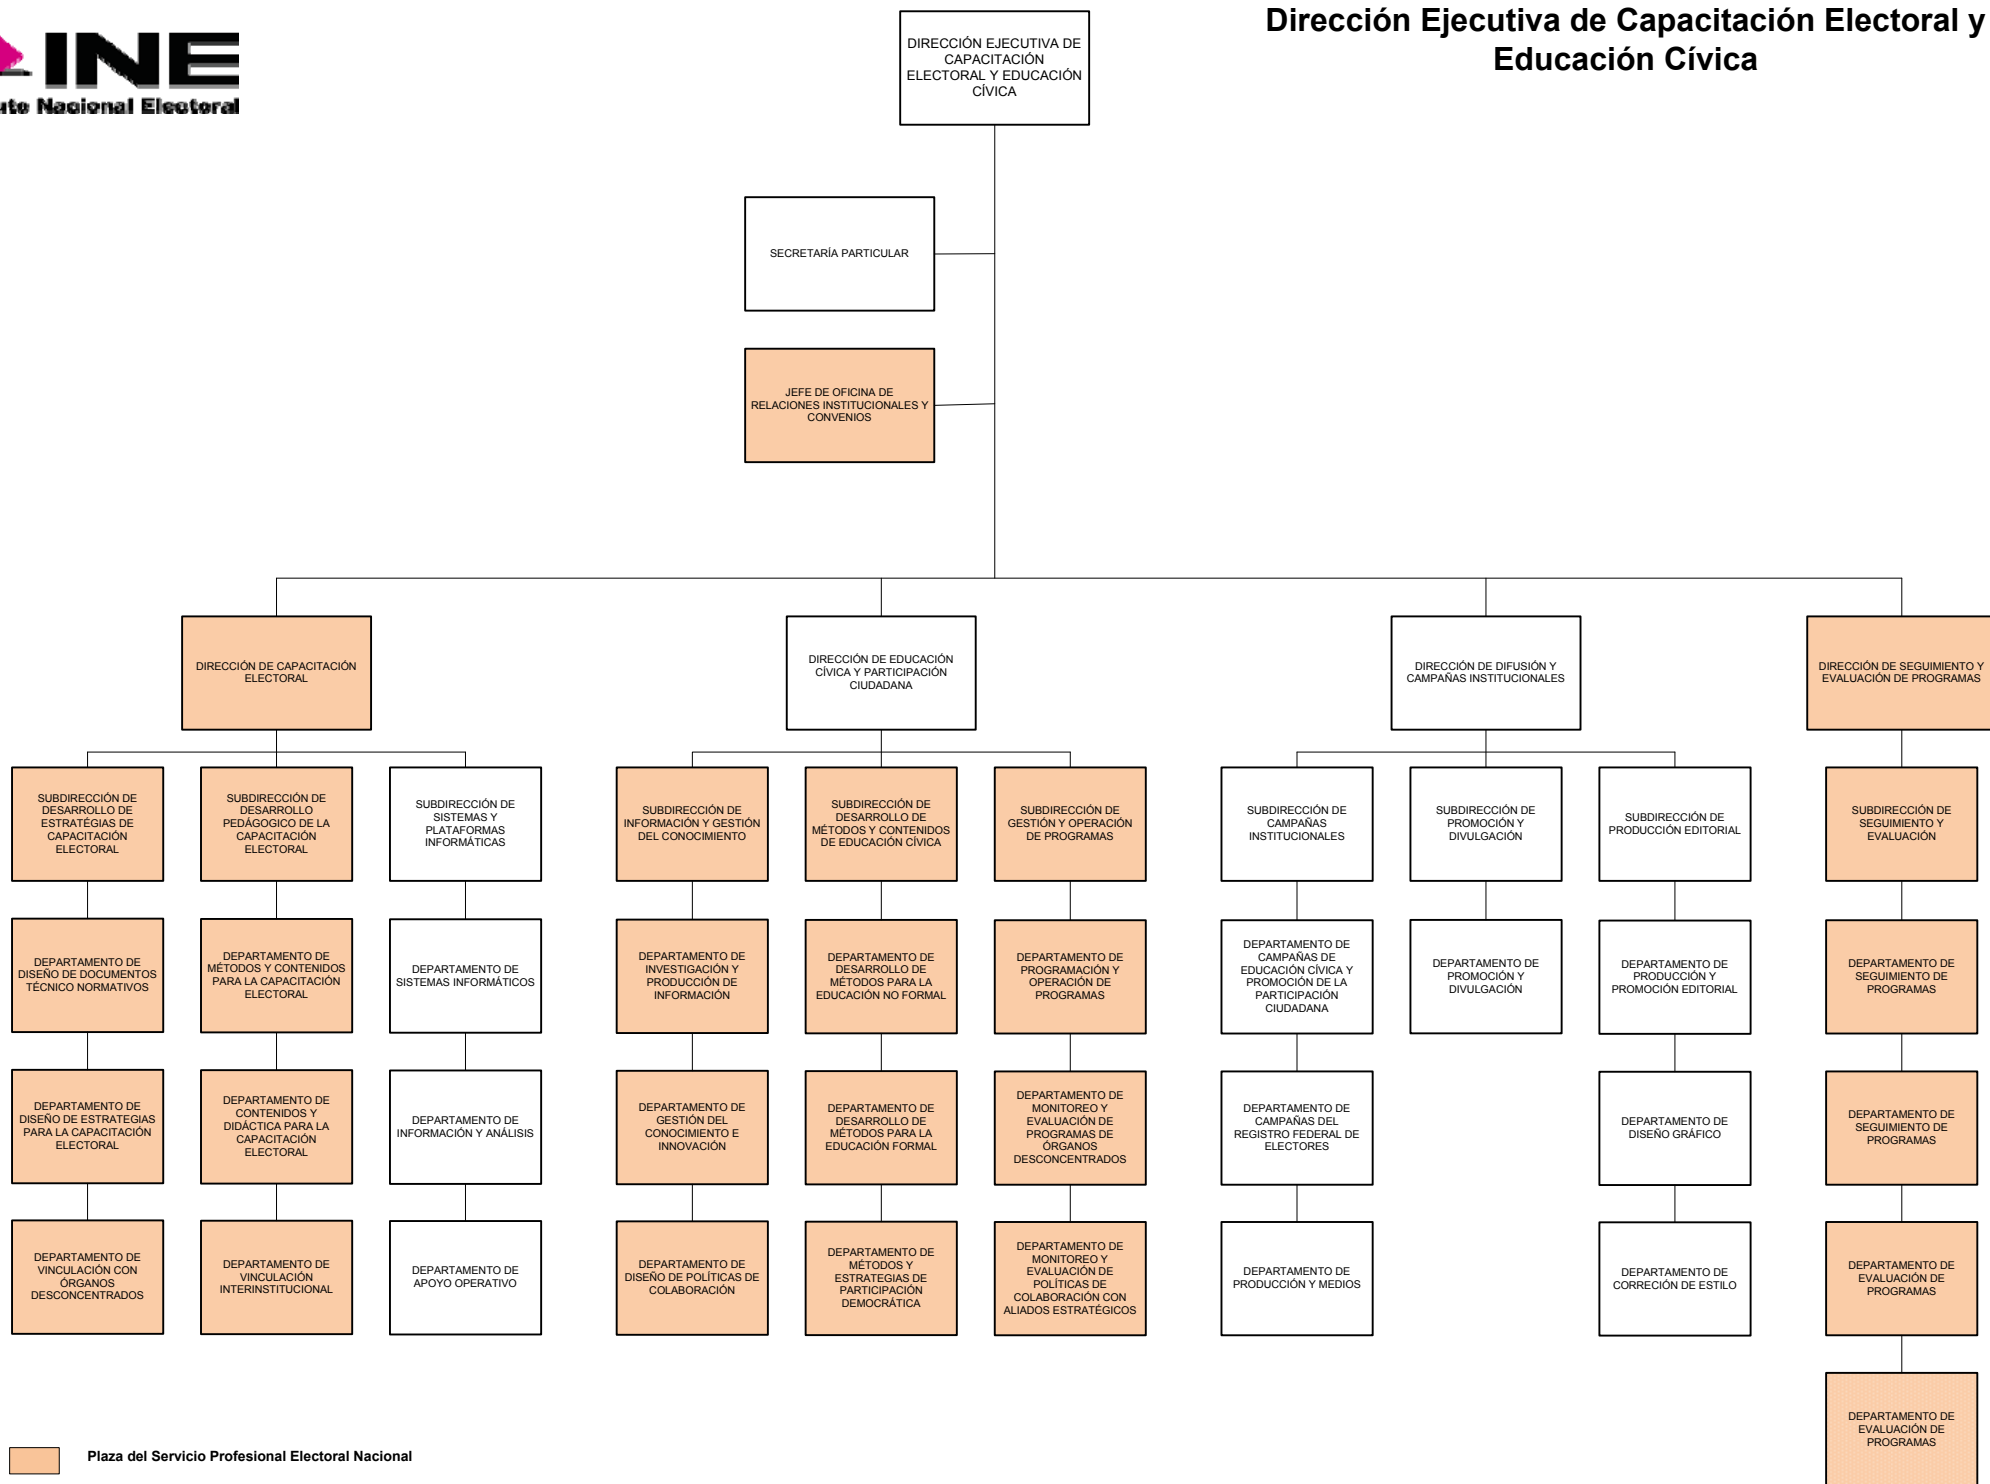 INE
Nacional Electoral
Dirección Ejecutiva de Capacitación Electoral y
Educación Cívica
DIRECCIÓN EJECUTIVA DE
CAPACITACIÓN
ELECTORAL Y EDUCACIÓN
CÍVICA
SECRETARÍA PARTICULAR
JEFE DE OFICINA DE
RELACIONES INSTITUCIONALES Y
CONVENIOS
DIRECCIÓN DE CAPACITACIÓN
ELECTORAL
DIRECCIÓN DE EDUCACIÓN
CÍVICA Y PARTICIPACIÓN
CIUDADANA
DIRECCIÓN DE DIFUSIÓN Y
CAMPAÑAS INSTITUCIONALES
DIRECCIÓN DE SEGUIMIENTO Y
EVALUACIÓN DE PROGRAMAS
SUBDIRECCIÓN DE
DESARROLLO DE
ESTRATÉGIAS DE
CAPACITACIÓN
ELECTORAL
SUBDIRECCIÓN DE
DESARROLLO
PEDÁGOGICO DE LA
CAPACITACIÓN
ELECTORAL
SUBDIRECCIÓN DE
SISTEMAS Y
PLATAFORMAS
INFORMÁTICAS
SUBDIRECCIÓN DE
INFORMACIÓN Y GESTIÓN
DEL CONOCIMIENTO
SUBDIRECCIÓN DE
DESARROLLO DE
MÉTODOS Y CONTENIDOS
DE EDUCACIÓN CÍVICA
SUBDIRECCIÓN DE
GESTIÓN Y OPERACIÓN
DE PROGRAMAS
SUBDIRECCIÓN DE
CAMPAÑAS
INSTITUCIONALES
SUBDIRECCIÓN DE
PROMOCIÓN Y
DIVULGACIÓN
SUBDIRECCIÓN DE
PRODUCCIÓN EDITORIAL
SUBDIRECCIÓN DE
SEGUIMIENTO Y
EVALUACIÓN
DEPARTAMENTO DE
DISEÑO DE DOCUMENTOS
TÉCNICO NORMATIVOS
DEPARTAMENTO DE
MÉTODOS Y CONTENIDOS
PARA LA CAPACITACIÓN
ELECTORAL
DEPARTAMENTO DE
SISTEMAS INFORMÁTICOS
DEPARTAMENTO DE
INVESTIGACIÓN Y
PRODUCCIÓN DE
INFORMACIÓN
DEPARTAMENTO DE
DESARROLLO DE
MÉTODOS PARA LA
EDUCACIÓN NO FORMAL
DEPARTAMENTO DE
PROGRAMACIÓN Y
OPERACIÓN DE
PROGRAMAS
DEPARTAMENTO DE
CAMPAÑAS DE
EDUCACIÓN CÍVICA Y
PROMOCIÓN DE LA
PARTICIPACIÓN
CIUDADANA
DEPARTAMENTO DE
PROMOCIÓN Y
DIVULGACIÓN
DEPARTAMENTO DE
PRODUCCIÓN Y
PROMOCIÓN EDITORIAL
DEPARTAMENTO DE
SEGUIMIENTO DE
PROGRAMAS
DEPARTAMENTO DE
DISEÑO DE ESTRATEGIAS
PARA LA CAPACITACIÓN
ELECTORAL
DEPARTAMENTO DE
CONTENIDOS Y
DIDÁCTICA PARA LA
CAPACITACIÓN
ELECTORAL
DEPARTAMENTO DE
INFORMACIÓN Y ANÁLISIS
DEPARTAMENTO DE
GESTIÓN DEL
CONOCIMIENTO E
INNOVACIÓN
DEPARTAMENTO DE
DESARROLLO DE
MÉTODOS PARA LA
EDUCACIÓN FORMAL
DEPARTAMENTO DE
MONITOREO Y
EVALUACIÓN DE
PROGRAMAS DE
ÓRGANOS
DESCONCENTRADOS
DEPARTAMENTO DE
CAMPAÑAS DEL
REGISTRO FEDERAL DE
ELECTORES
DEPARTAMENTO DE
DISEÑO GRÁFICO
DEPARTAMENTO DE
SEGUIMIENTO DE
PROGRAMAS
DEPARTAMENTO DE
VINCULACIÓN CON
ÓRGANOS
DESCONCENTRADOS
DEPARTAMENTO DE
VINCULACIÓN
INTERINSTITUCIONAL
DEPARTAMENTO DE
APOYO OPERATIVO
DEPARTAMENTO DE
DISEÑO DE POLÍTICAS DE
COLABORACIÓN
DEPARTAMENTO DE
MÉTODOS Y
ESTRATEGIAS DE
PARTICIPACIÓN
DEMOCRÁTICA
DEPARTAMENTO DE
MONITOREO Y
EVALUACIÓN DE
POLÍTICAS DE
COLABORACIÓN CON
ALIADOS ESTRATÉGICOS
DEPARTAMENTO DE
PRODUCCIÓN Y MEDIOS
DEPARTAMENTO DE
CORRECIÓN DE ESTILO
DEPARTAMENTO DE
EVALUACIÓN DE
PROGRAMAS
DEPARTAMENTO DE
EVALUACIÓN DE
PROGRAMAS
Plaza del Servicio Profesional Electoral Nacional